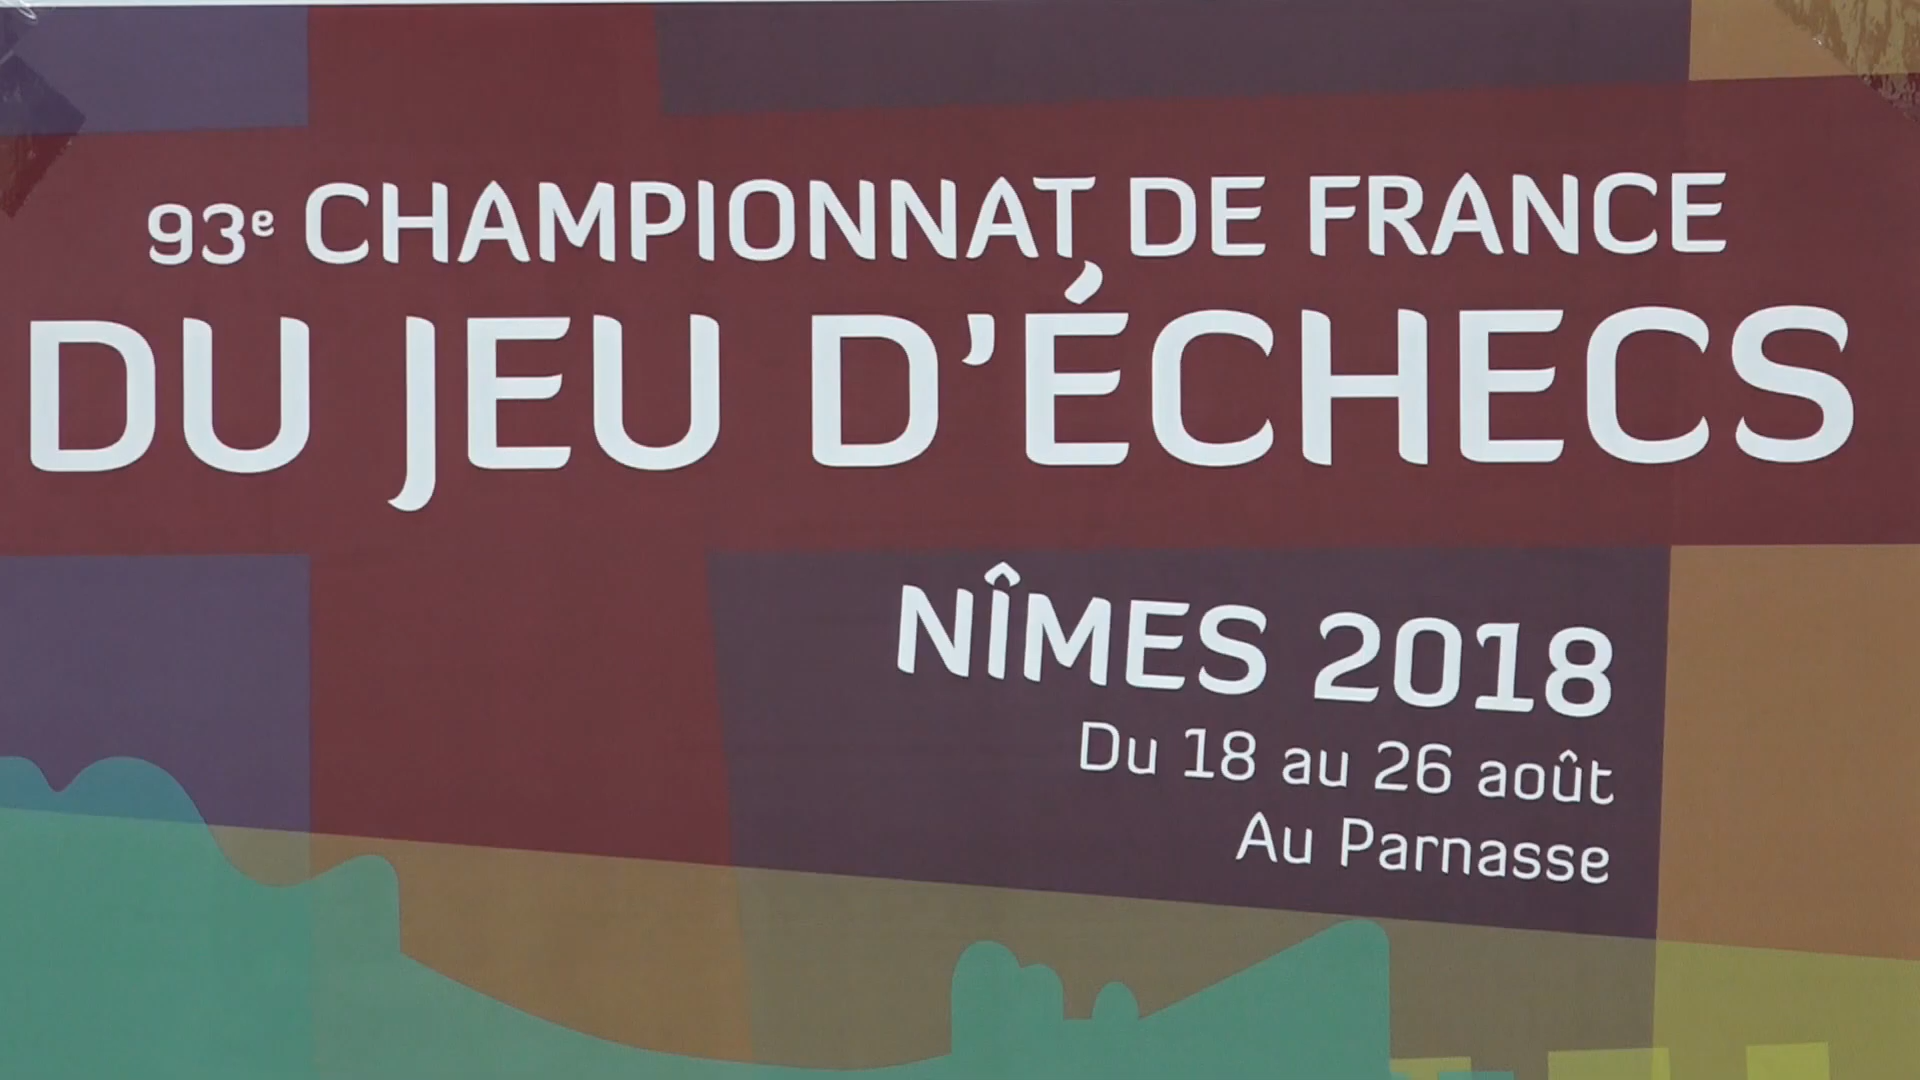 93e CHAMPIONNAT DE FRANCE
DU JEU D'ÉCHECS
NÎMES 2018
Du 18 au 26 août
Au Parnasse